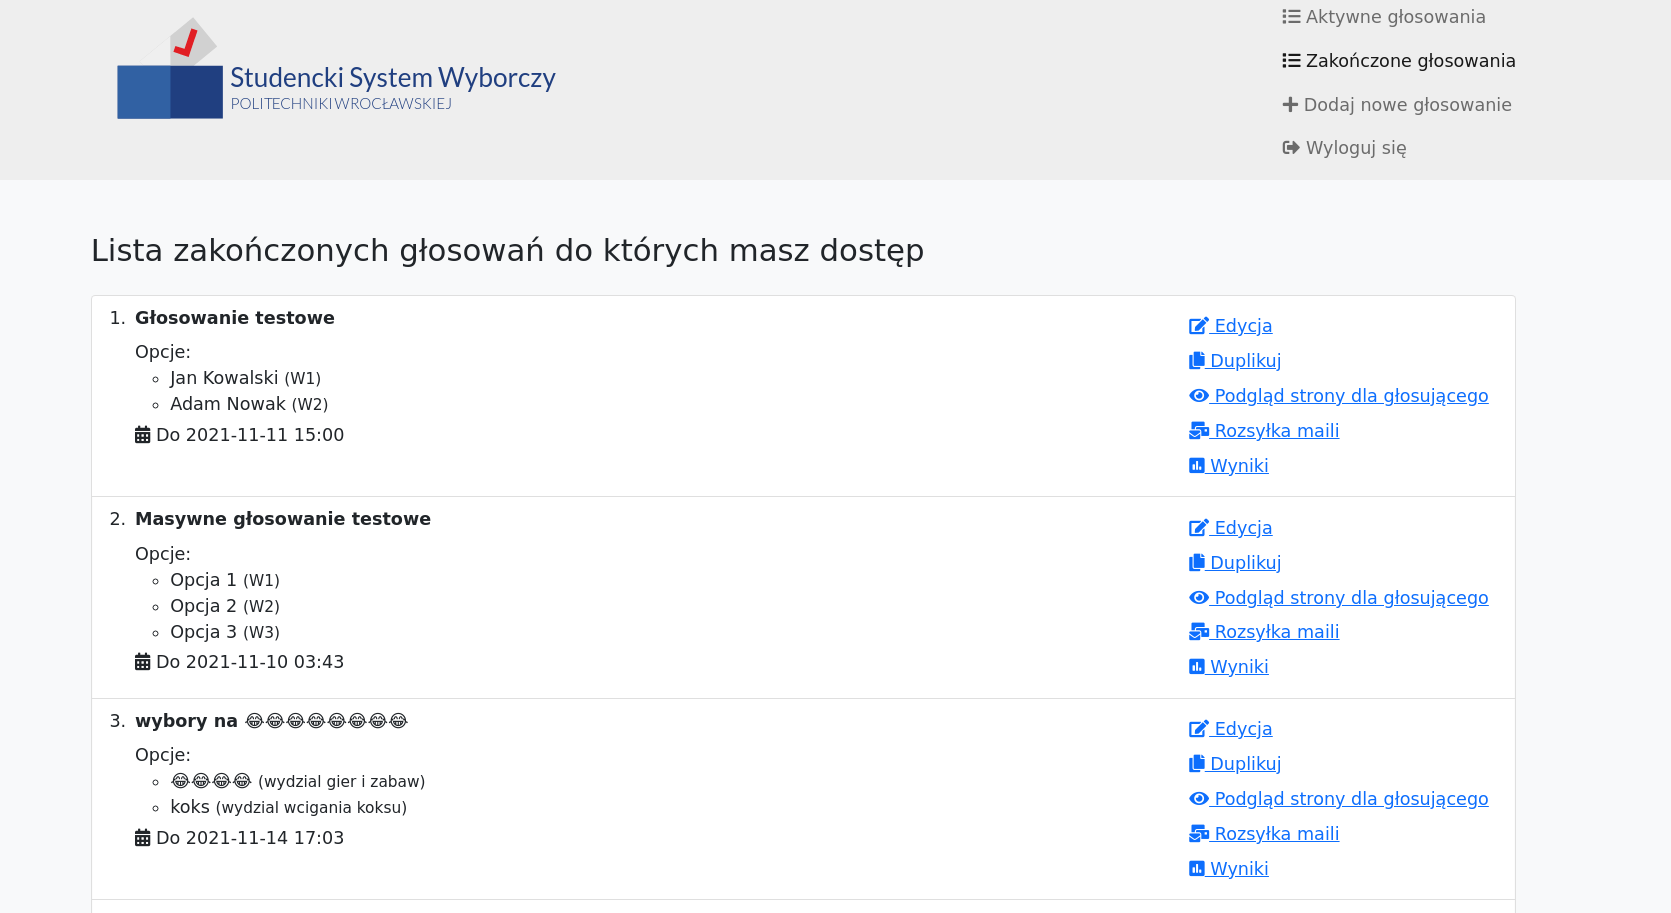 Aktywne głosowania
Zakończone głosowania
Dodaj nowe głosowanie
Wyloguj się
Studencki System Wyborczy
POLITECHNIKI WROCŁAWSKIEJ
Lista zakończonych głosowań do których masz dostęp
1. Głosowanie testowe
Opcje:
Jan Kowalski (W1)
Adam Nowak (W2)
Do 2021-11-11 15:00
Edycja
Duplikuj
Podgląd strony dla głosującego
Rozsyłka maili
Wyniki
2. Masywne głosowanie testowe
Opcje:
Opcja 1 (W1)
Opcja 2 (W2)
Opcja 3 (W3)
Do 2021-11-10 03:43
Edycja
Duplikuj
Podgląd strony dla głosującego
Rozsyłka maili
Wyniki
3. wybory na 😂😂😂😂😂😂😂😂
Opcje:
😂😂😂😂 (wydzial gier i zabaw)
koks (wydzial wcigania koksu)
Do 2021-11-14 17:03
Edycja
Duplikuj
Podgląd strony dla głosującego
Rozsyłka maili
Wyniki